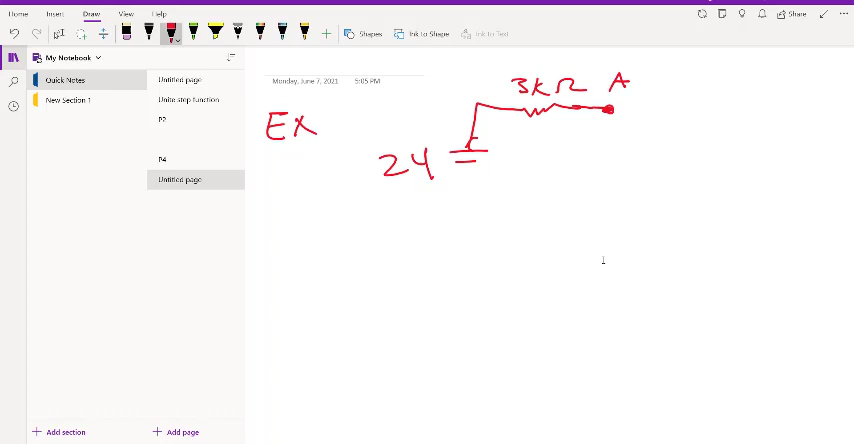 Home Insert Draw View Help
Share
Shapes Ink to Shape Ink to Text
My Notebook
Quick Notes
New Section 1
Untitled page
Unite step function
P2
P4
Untitled page
Monday, June 7, 2021 5:05 PM
3kΩ A
EX
24
Add section Add page